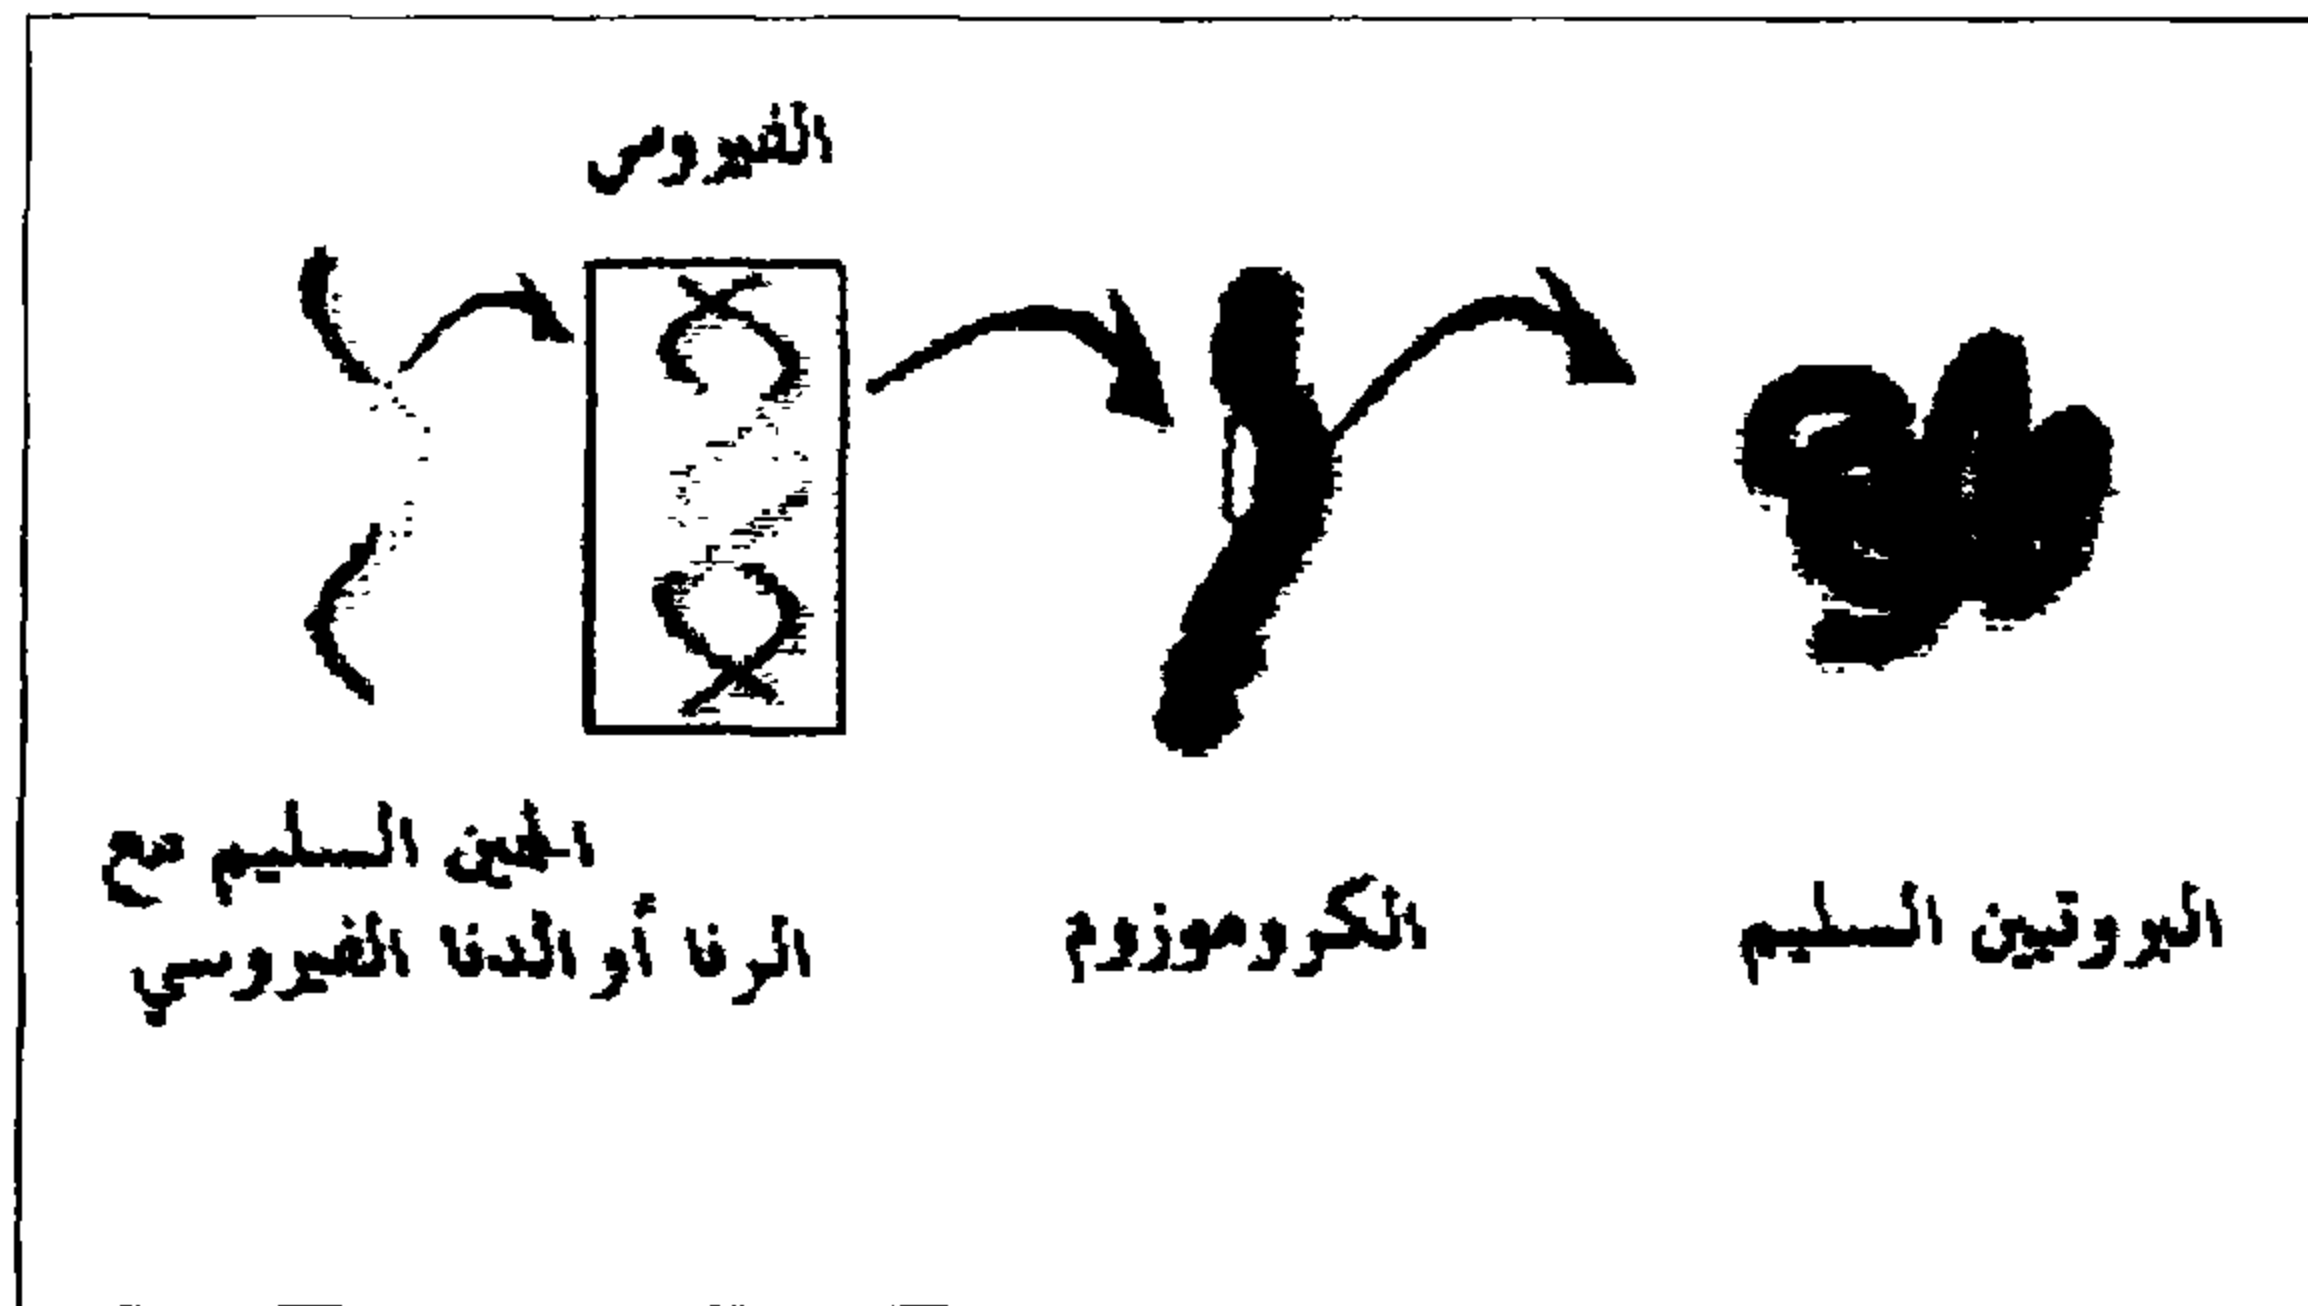 الفيروس
الجين السليم مع
الرنا أو الدنا الفيروسي
الكروموزوم
البروتين السليم